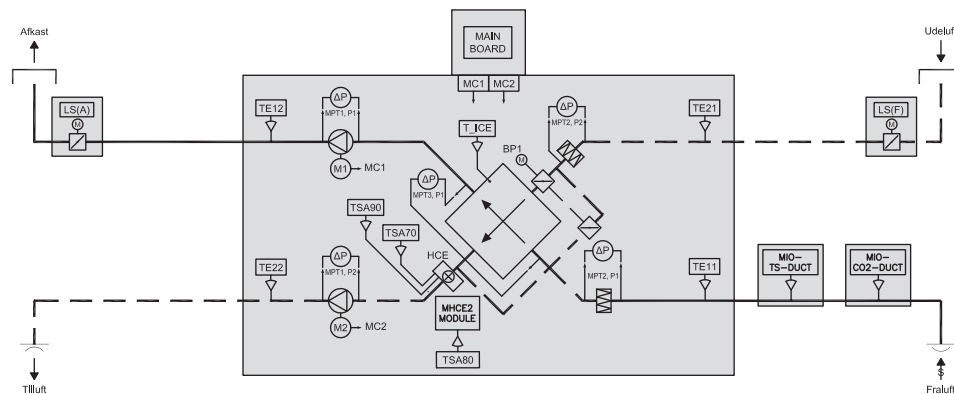 Afkast
MAIN
BOARD
Udeluft
MC1
MC2
LS(A)
M
TE12
ΔP
MPT1, P1
M1
MC1
T_ICE
ΔP
MPT2, P2
TE21
LS(F)
M
BP1
M
ΔP
MPT3, P1
TSA90
TSA70
HCE
TE22
ΔP
MPT1, P2
M2
MC2
MHCE2
MODULE
TSA80
ΔP
MPT2, P1
TE11
MIO-
TS-DUCT
MIO-
CO2-DUCT
Tilluft
$
Fraluft